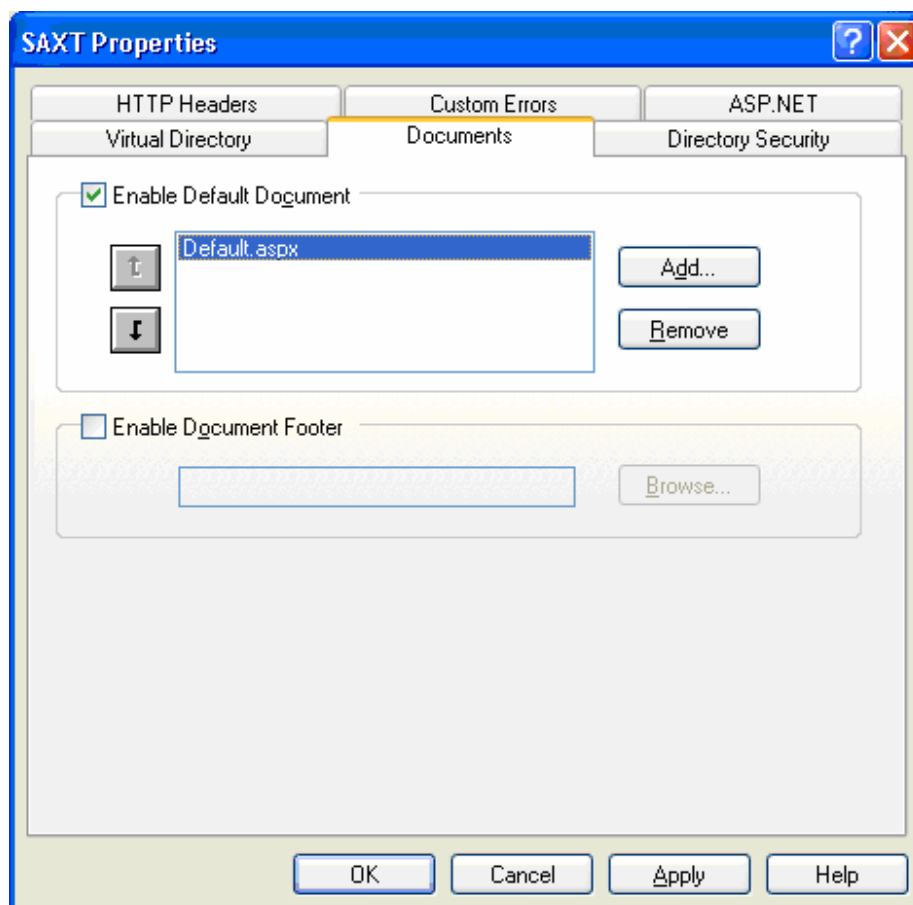 SAXT Properties
HTTP Headers Custom Errors ASP.NET
Virtual Directory Documents Directory Security
Enable Default Document
Default.aspx
Add...
Remove
Enable Document Footer
Browse...
OK Cancel Apply Help